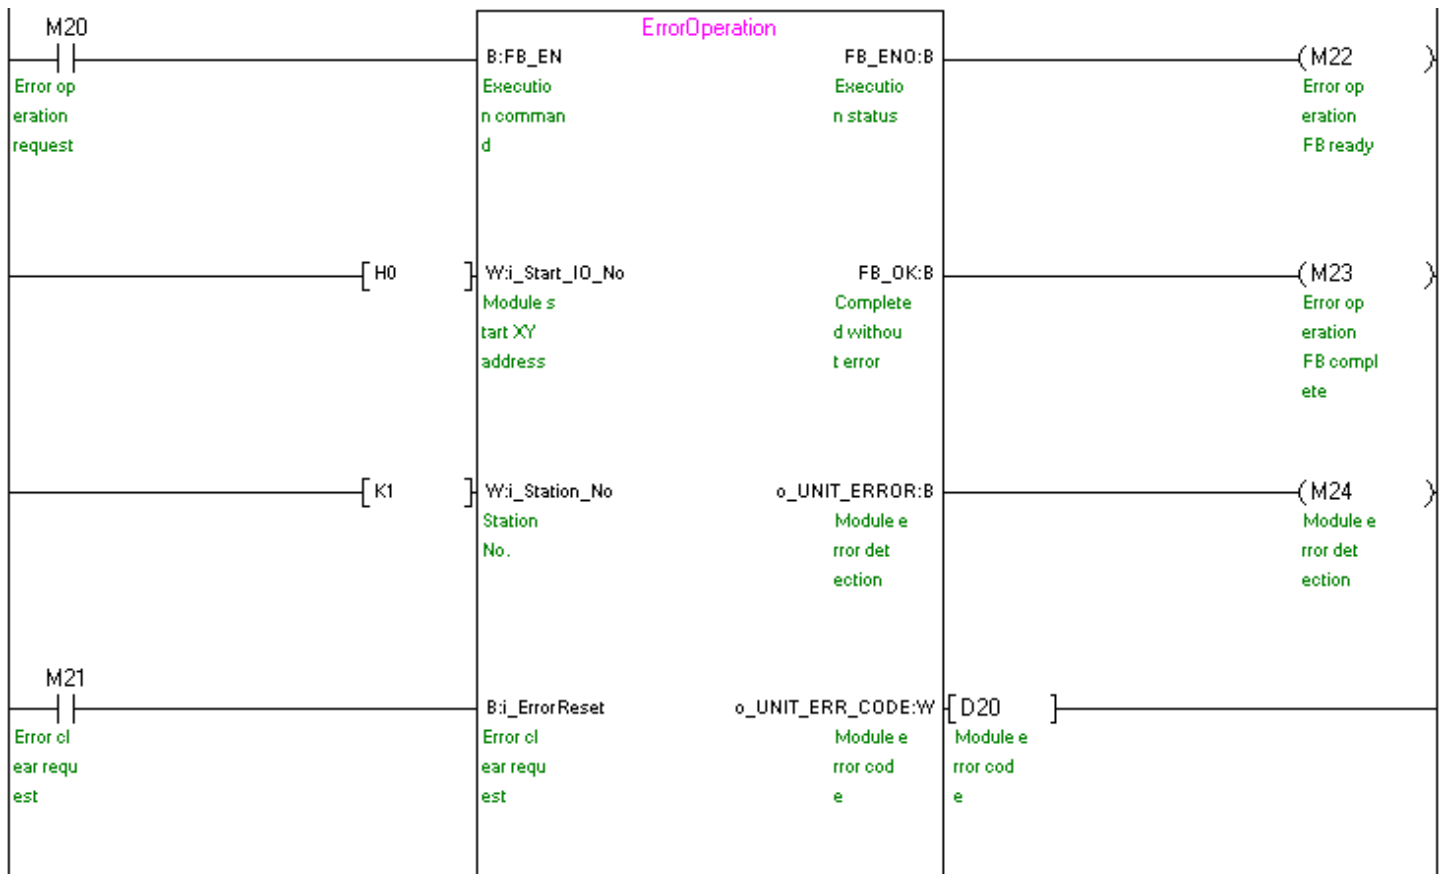 M20
ErrorOperation
B:FB_EN
FB_ENO:B
(M22 )
Error op
eration
request
Executio
n comman
d
Executio
n status
Error op
eration
FB ready
[ H0 ]
W:i_Start_IO_No
FB_OK:B
(M23 )
Module s
tart XY
address
Complete
d withou
t error
Error op
eration
FB compl
ete
[ K1 ]
W:i_Station_No
o_UNIT_ERROR:B
(M24 )
Station
No.
Module e
rror det
ection
Module e
rror det
ection
M21
B:i_ErrorReset
o_UNIT_ERR_CODE:W
[ D20 ]
Error cl
ear requ
est
Error cl
ear requ
est
Module e
rror cod
e
Module e
rror cod
e